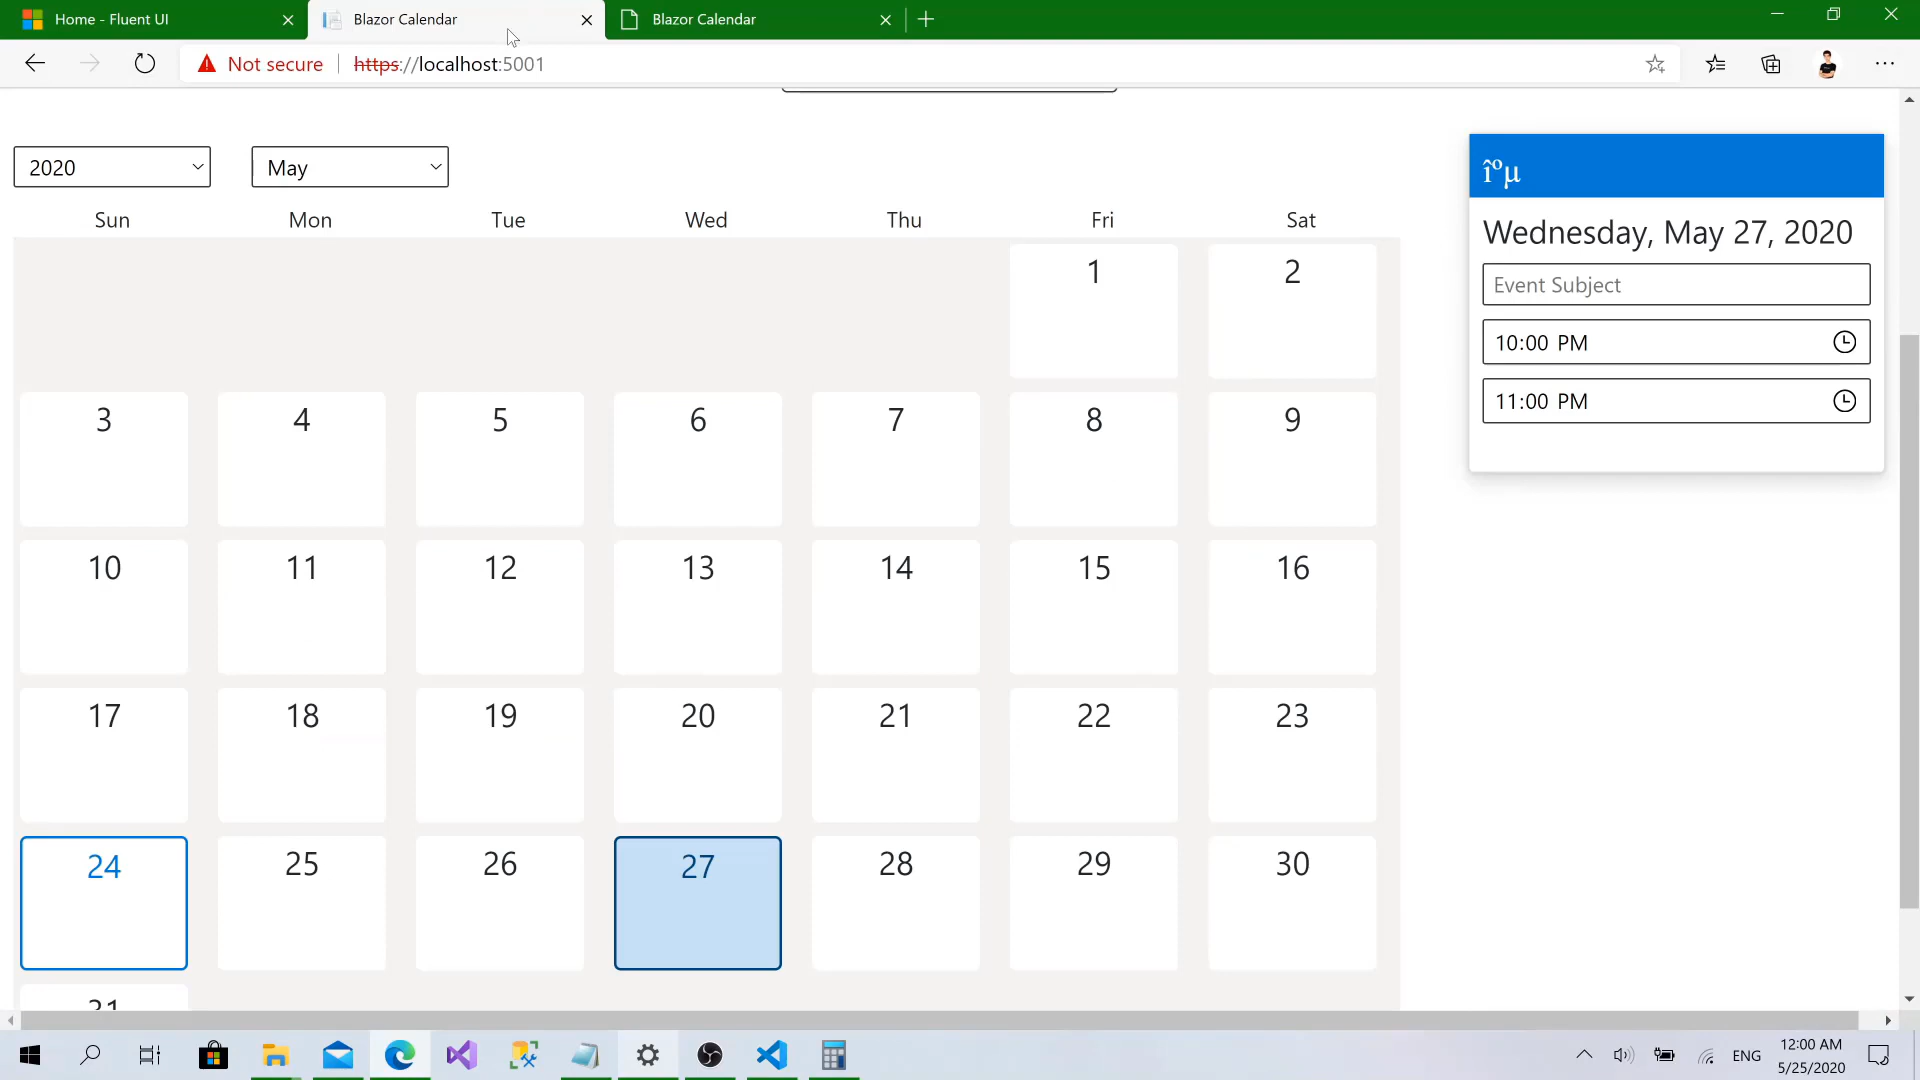 Home - Fluent UI
Blazor Calendar
Blazor Calendar
Not secure
https://localhost:5001
2020
May
Sun Mon Tue Wed Thu Fri Sat
1 2
3 4 5 6 7 8 9
10 11 12 13 14 15 16
17 18 19 20 21 22 23
24 25 26 27 28 29 30
31
îºµ
Wednesday, May 27, 2020
Event Subject
10:00 PM
11:00 PM
ENG
12:00 AM
5/25/2020